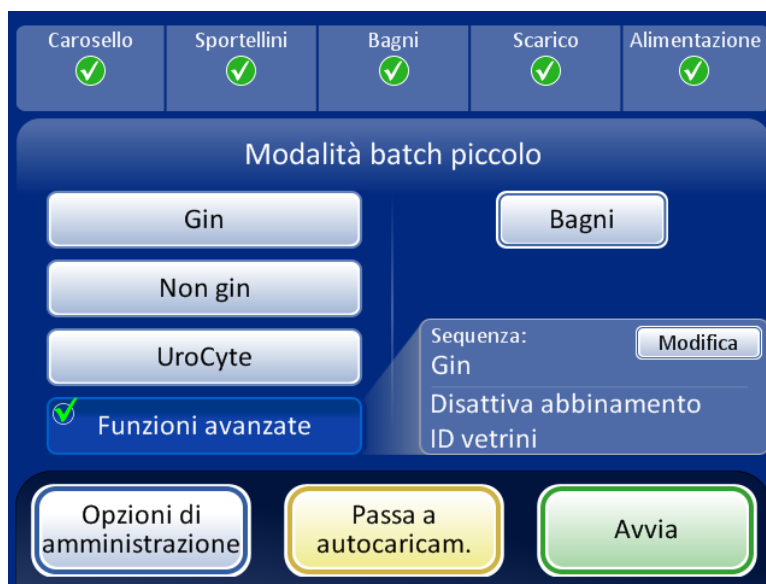 Carosello
Sportellini
Bagni
Scarico
Alimentazione
Modalità batch piccolo
Gin
Non gin
UroCyte
Funzioni avanzate
Bagni
Sequenza:
Modifica
Gin
Disattiva abbinamento
ID vetrini
Opzioni di
amministrazione
Passa a
autocaricam.
Avvia